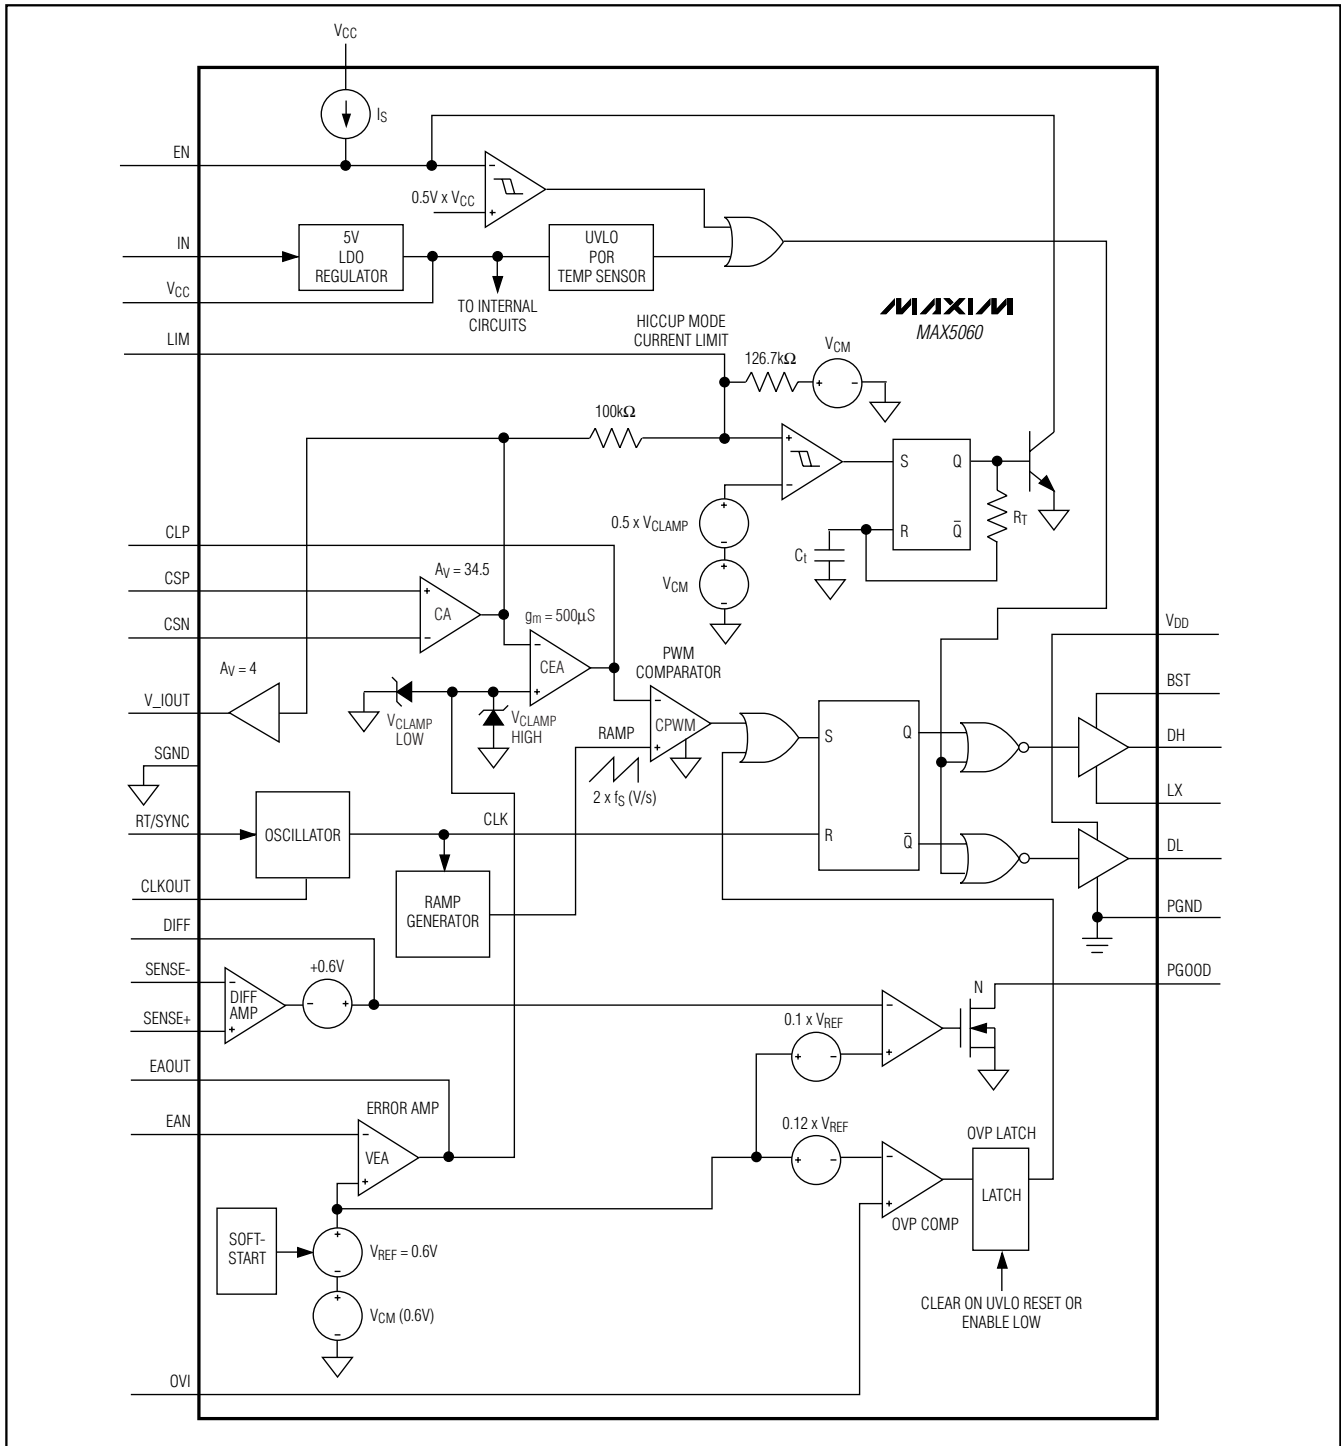 VCC
IS
EN
0.5V x VCC
IN
5V
LDO
REGULATOR
UVLO
POR
TEMP SENSOR
VCC
TO INTERNAL
CIRCUITS
MAXIM
MAX5060
LIM
HICCUP MODE
CURRENT LIMIT
126.7kΩ
VCM
+ -
100kΩ
S
Q
R
Q̅
RT
Ct
0.5 x VCLAMP
VCM
CLP
CSP
AV = 34.5
CA
CSN
gm = 500µS
CEA
PWM
COMPARATOR
CPWM
AV = 4
V_IOUT
VCLAMP
LOW
VCLAMP
HIGH
RAMP
2 x fS (V/s)
SGND
RT/SYNC
OSCILLATOR
CLK
S
Q
R
Q̅
VDD
BST
DH
LX
DL
PGND
CLKOUT
RAMP
GENERATOR
DIFF
SENSE-
+0.6V
DIFF
AMP
- +
SENSE+
PGOOD
N
0.1 x VREF
+ -
EAOUT
EAN
ERROR AMP
VEA
0.12 x VREF
+ -
OVP COMP
OVP LATCH
LATCH
SOFT-
START
VREF = 0.6V
VCM (0.6V)
CLEAR ON UVLO RESET OR
ENABLE LOW
OVI